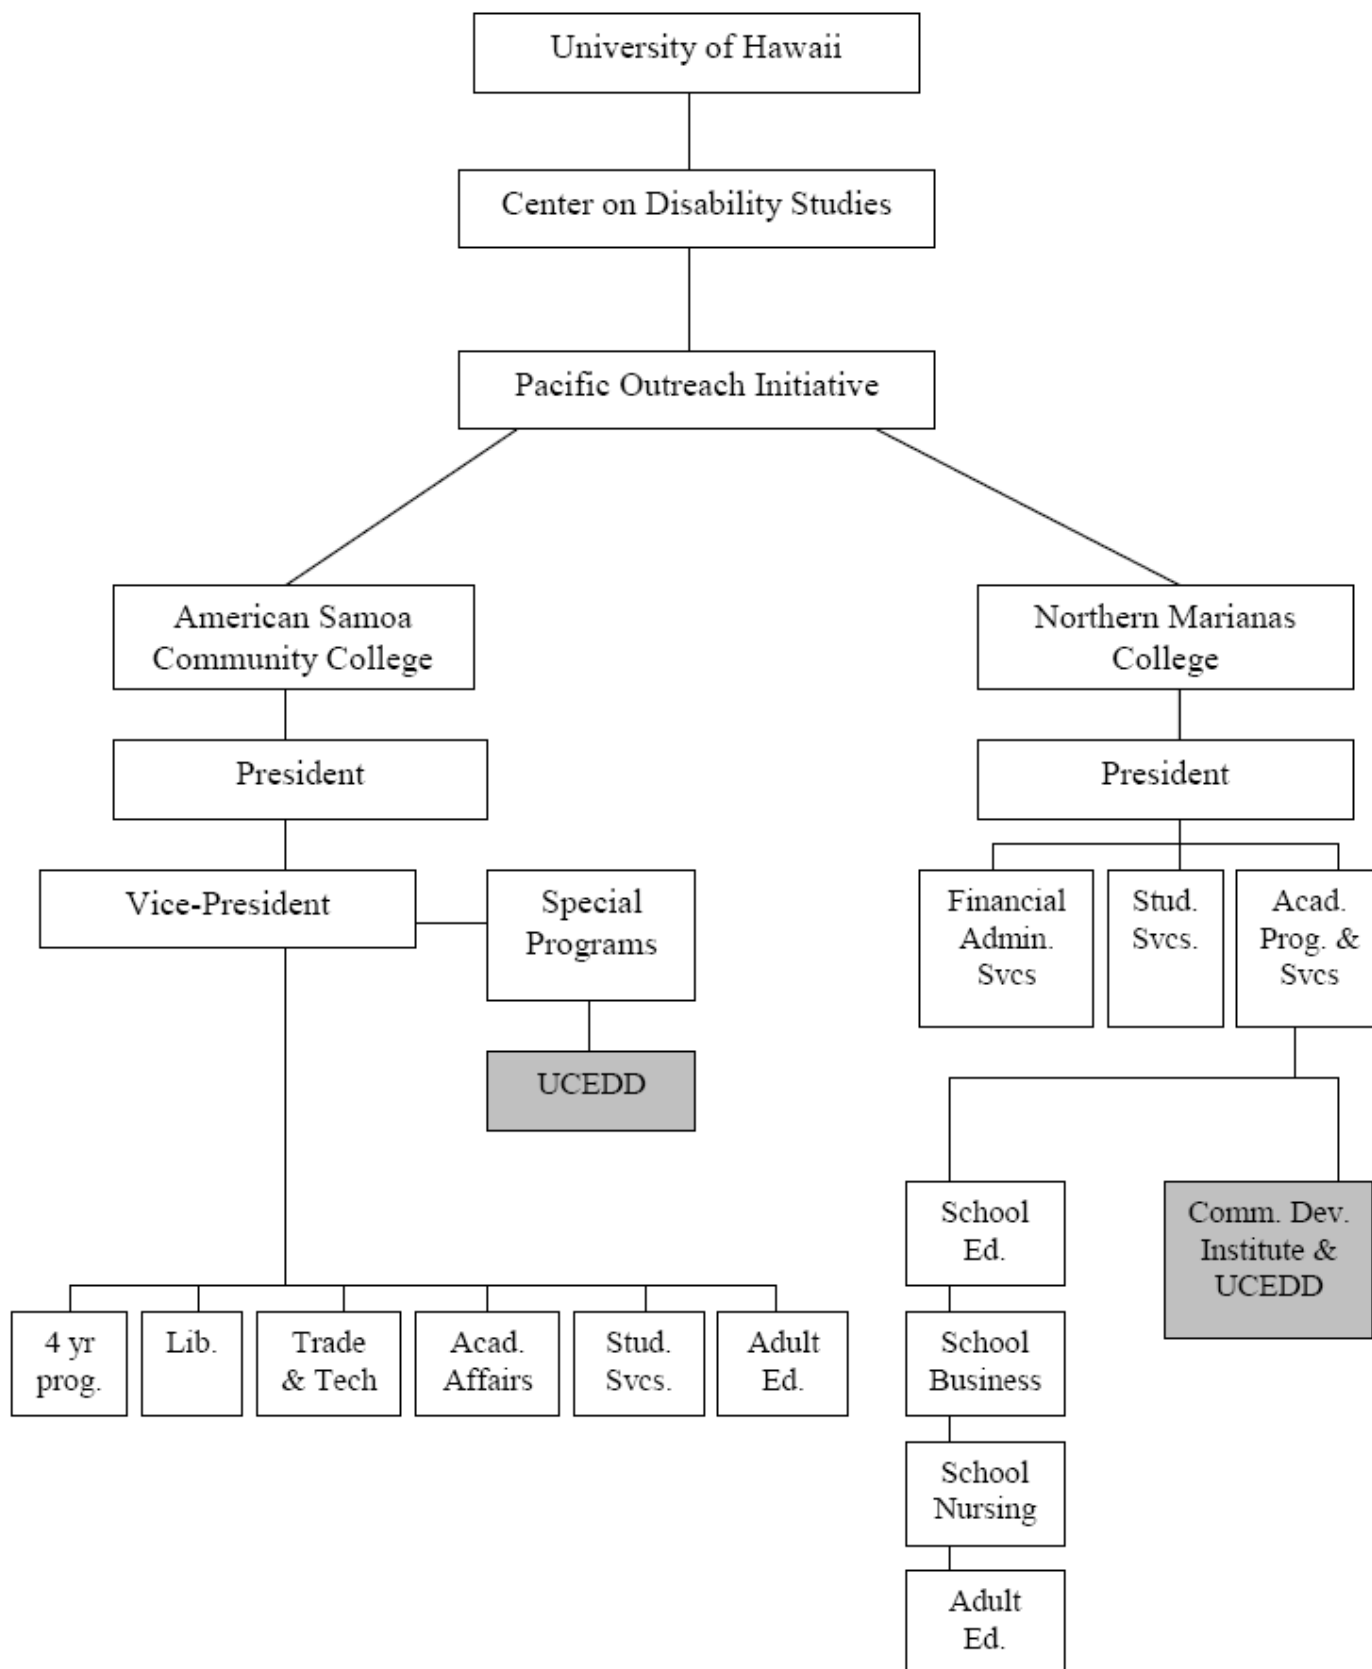 University of Hawaii
Center on Disability Studies
Pacific Outreach Initiative
American Samoa
Community College
Northern Marianas
College
President
President
Vice-President
Special
Programs
Financial
Admin.
Svcs
Stud.
Svcs.
Acad.
Prog. &
Svcs
UCEDD
School
Ed.
Comm. Dev.
Institute &
UCEDD
4 yr
prog.
Lib.
Trade
& Tech
Acad.
Affairs
Stud.
Svcs.
Adult
Ed.
School
Business
School
Nursing
Adult
Ed.